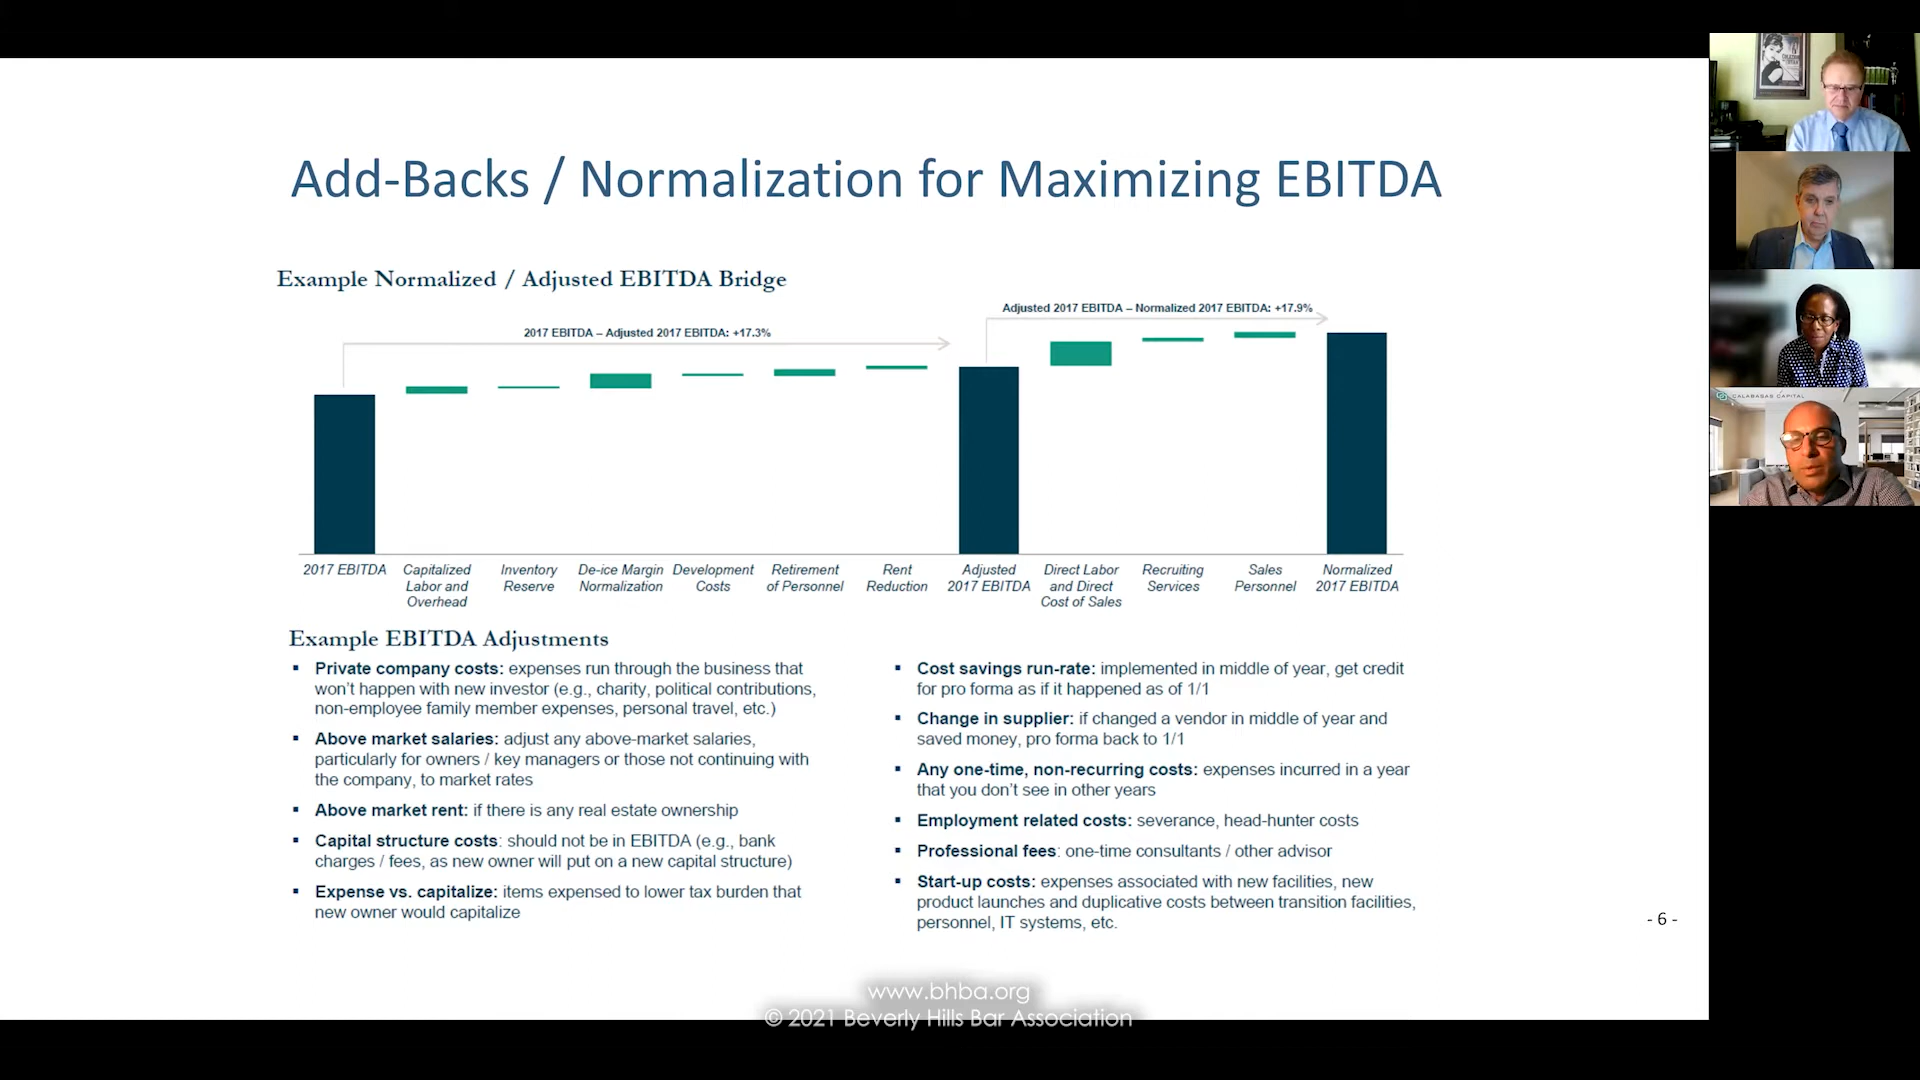 Add-Backs / Normalization for Maximizing EBITDA
Example Normalized / Adjusted EBITDA Bridge
2017 EBITDA – Adjusted 2017 EBITDA: +17.3%
Adjusted 2017 EBITDA – Normalized 2017 EBITDA: +17.9%
2017 EBITDA
Capitalized
Labor and
Overhead
Inventory
Reserve
De-ice Margin
Normalization
Development
Costs
Retirement
of Personnel
Rent
Reduction
Adjusted
2017 EBITDA
Direct Labor
and Direct
Cost of Sales
Recruiting
Services
Sales
Personnel
Normalized
2017 EBITDA
Example EBITDA Adjustments
▪ Private company costs: expenses run through the business that
won't happen with new investor (e.g., charity, political contributions,
non-employee family member expenses, personal travel, etc.)
▪ Above market salaries: adjust any above-market salaries,
particularly for owners / key managers or those not continuing with
the company, to market rates
▪ Above market rent: if there is any real estate ownership
▪ Capital structure costs: should not be in EBITDA (e.g., bank
charges / fees, as new owner will put on a new capital structure)
▪ Expense vs. capitalize: items expensed to lower tax burden that
new owner would capitalize
▪ Cost savings run-rate: implemented in middle of year, get credit
for pro forma as if it happened as of 1/1
▪ Change in supplier: if changed a vendor in middle of year and
saved money, pro forma back to 1/1
▪ Any one-time, non-recurring costs: expenses incurred in a year
that you don't see in other years
▪ Employment related costs: severance, head-hunter costs
▪ Professional fees: one-time consultants / other advisor
▪ Start-up costs: expenses associated with new facilities, new
product launches and duplicative costs between transition facilities,
personnel, IT systems, etc.
- 6 -
www.bhba.org
© 2021 Beverly Hills Bar Association
CALABASAS CAPITAL